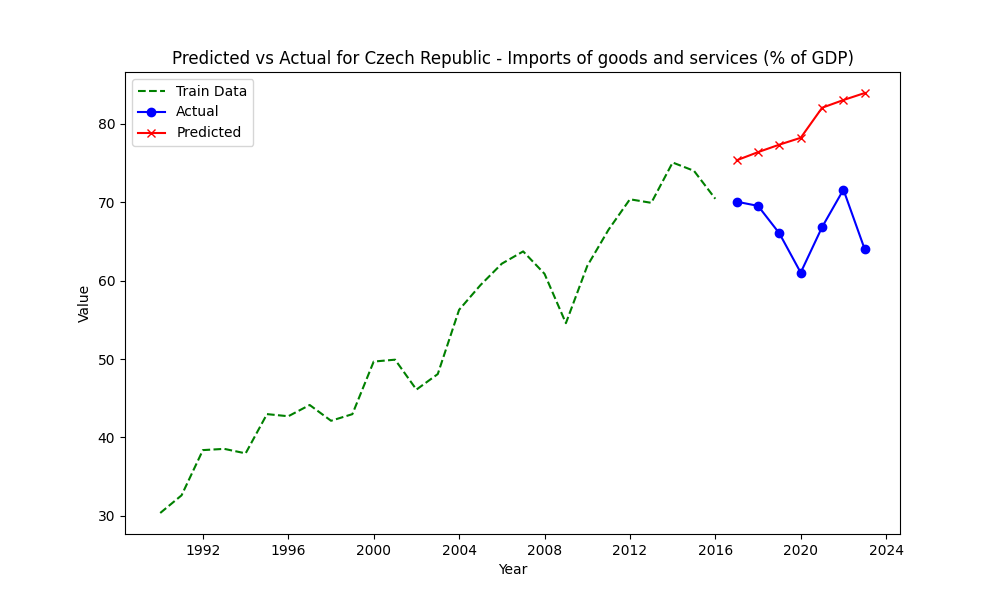 Predicted vs Actual for Czech Republic - Imports of goods and services (% of GDP)
Train Data
Actual
Predicted
80
70
60
50
40
30
Value
1992 1996 2000 2004 2008 2012 2016 2020 2024
Year